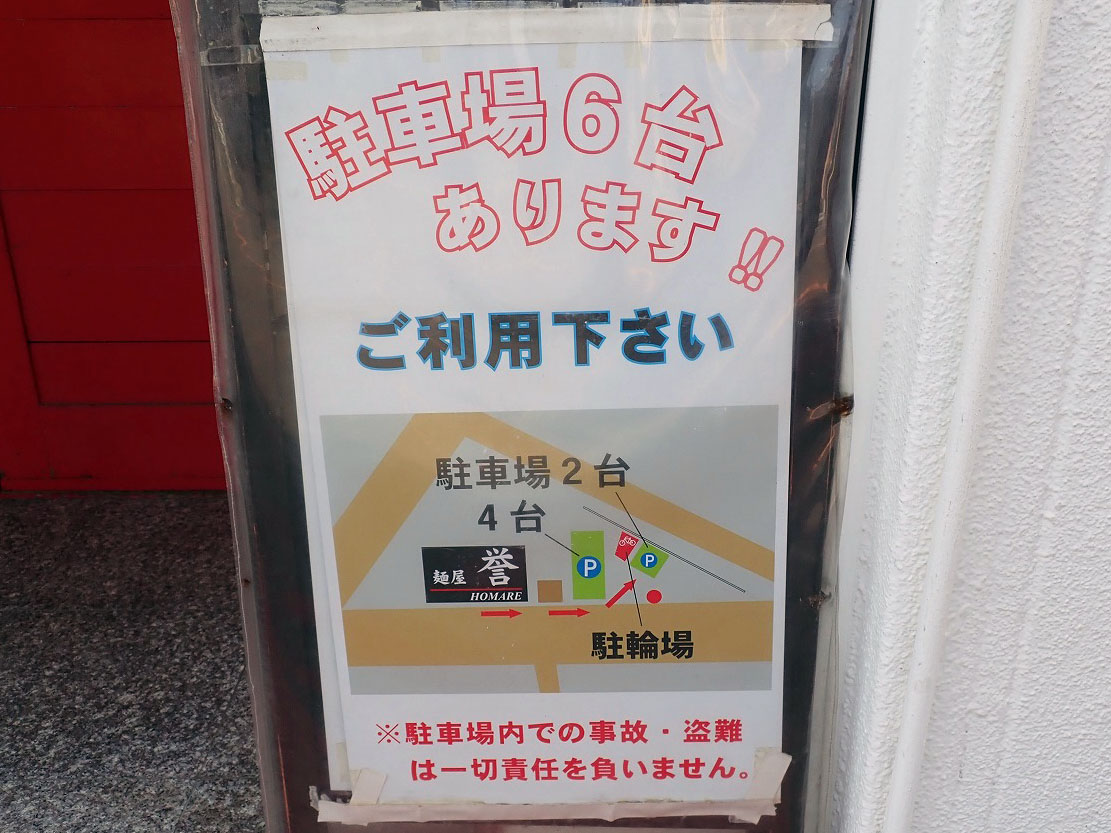 駐車場6台
あります!!
ご利用下さい
駐車場2台
4台
P
P
麺屋 誉
HOMARE
駐輪場
※駐車場内での事故・盗難
は一切責任を負いません。